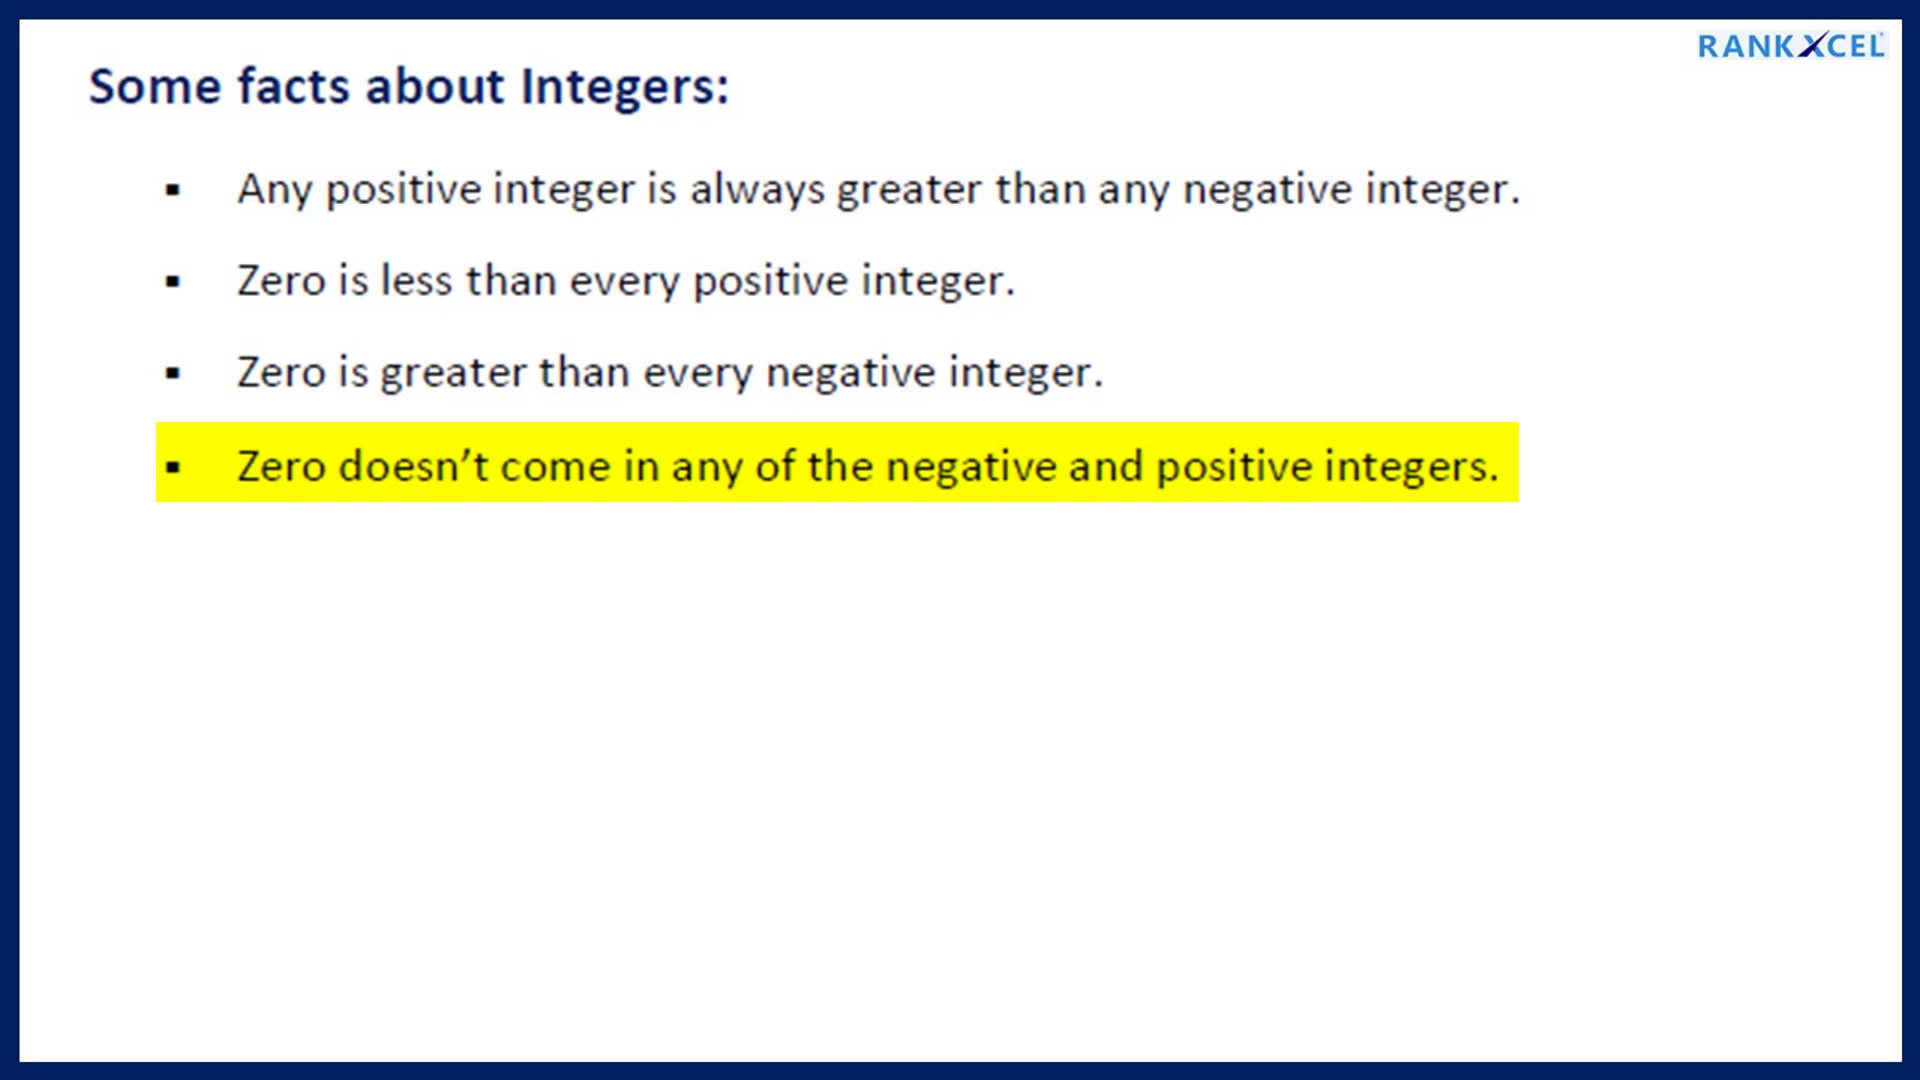 RANKXCEL
Some facts about Integers:
▪ Any positive integer is always greater than any negative integer.
▪ Zero is less than every positive integer.
▪ Zero is greater than every negative integer.
▪ Zero doesn’t come in any of the negative and positive integers.